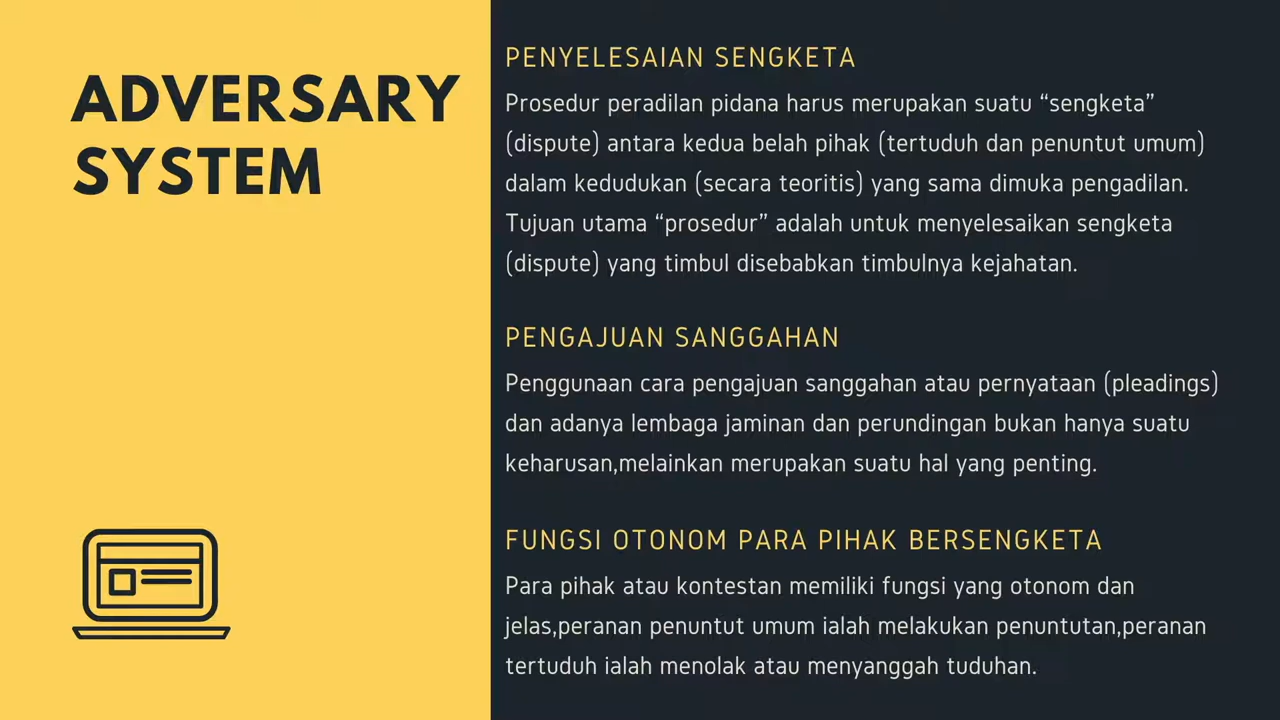 ADVERSARY
SYSTEM
PENYELESAIAN SENGKETA
Prosedur peradilan pidana harus merupakan suatu “sengketa”
(dispute) antara kedua belah pihak (tertuduh dan penuntut umum)
dalam kedudukan (secara teoritis) yang sama dimuka pengadilan.
Tujuan utama “prosedur” adalah untuk menyelesaikan sengketa
(dispute) yang timbul disebabkan timbulnya kejahatan.
PENGAJUAN SANGGAHAN
Penggunaan cara pengajuan sanggahan atau pernyataan (pleadings)
dan adanya lembaga jaminan dan perundingan bukan hanya suatu
keharusan,melainkan merupakan suatu hal yang penting.
FUNGSI OTONOM PARA PIHAK BERSENGKETA
Para pihak atau kontestan memiliki fungsi yang otonom dan
jelas,peranan penuntut umum ialah melakukan penuntutan,peranan
tertuduh ialah menolak atau menyanggah tuduhan.